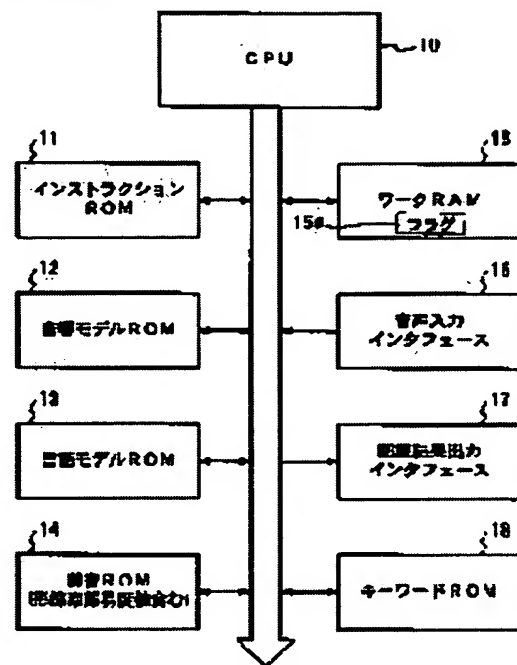 CPU
10
11
インストラクション
ROM
15
ワークRAM
15a
フラグ
12
音響モデルROM
16
音声入力
インタフェース
13
言語モデルROM
17
認識結果出力
インタフェース
14
辞書ROM
18
キーワードROM